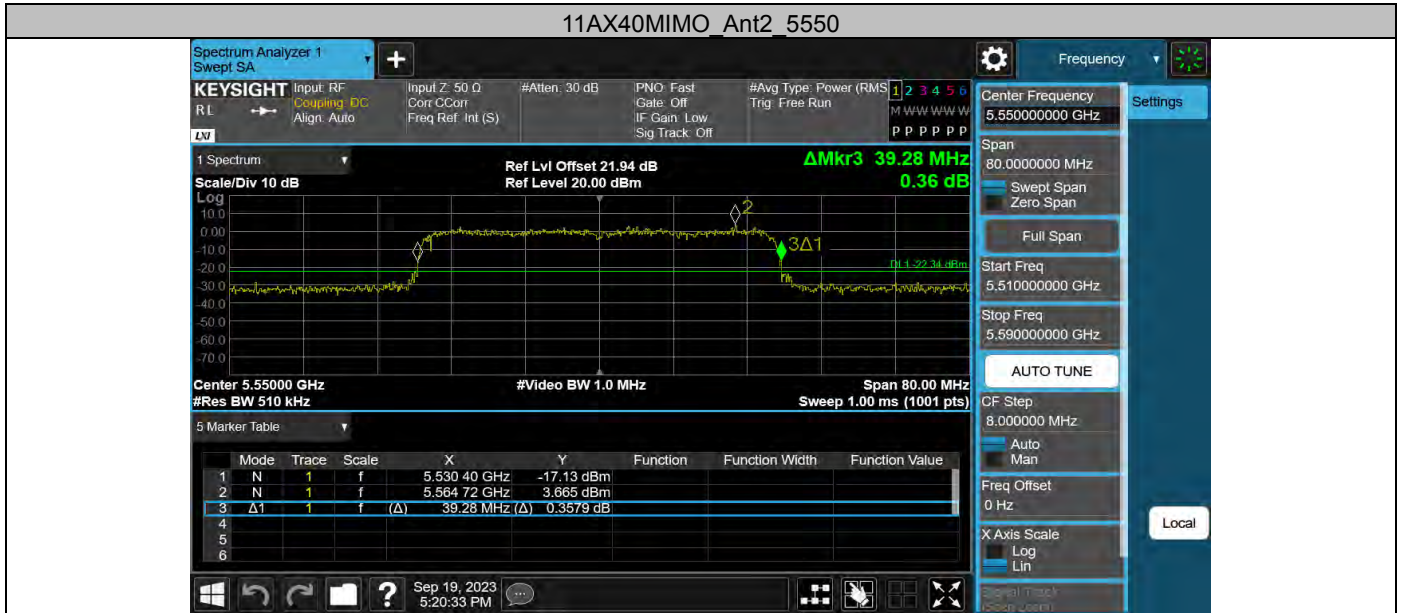 11AX40MIMO_Ant2_5550
Spectrum Analyzer 1
Swept SA
+
Frequency
KEYSIGHT
RL
LXI
Input: RF
Coupling: DC
Align: Auto
Input Z: 50 Ω
Corr CCorr
Freq Ref: Int (S)
#Atten: 30 dB
PNO: Fast
Gate: Off
IF Gain: Low
Sig Track: Off
#Avg Type: Power (RMS
Trig: Free Run
1 2 3 4 5 6
M W W W W W
P P P P P P
Center Frequency
5.550000000 GHz
Settings
Span
80.0000000 MHz
Swept Span
Zero Span
Full Span
Start Freq
5.510000000 GHz
Stop Freq
5.590000000 GHz
AUTO TUNE
CF Step
8.000000 MHz
Auto
Man
Freq Offset
0 Hz
X Axis Scale
Log
Lin
Signal Track
(Span Zoom)
Local
1 Spectrum
Scale/Div 10 dB
Log
Ref Lvl Offset 21.94 dB
Ref Level 20.00 dBm
ΔMkr3 39.28 MHz
0.36 dB
10.0
0.00
-10.0
-20.0
-30.0
-40.0
-50.0
-60.0
-70.0
2
3Δ1
DL1 -22.34 dBm
Center 5.55000 GHz
#Res BW 510 kHz
#Video BW 1.0 MHz
Span 80.00 MHz
Sweep 1.00 ms (1001 pts)
5 Marker Table
Mode Trace Scale X Y Function Function Width Function Value
1 N 1 f 5.530 40 GHz -17.13 dBm
2 N 1 f 5.564 72 GHz 3.665 dBm
3 Δ1 1 f (Δ) 39.28 MHz (Δ) 0.3579 dB
4
5
6
?
Sep 19, 2023
5:20:33 PM